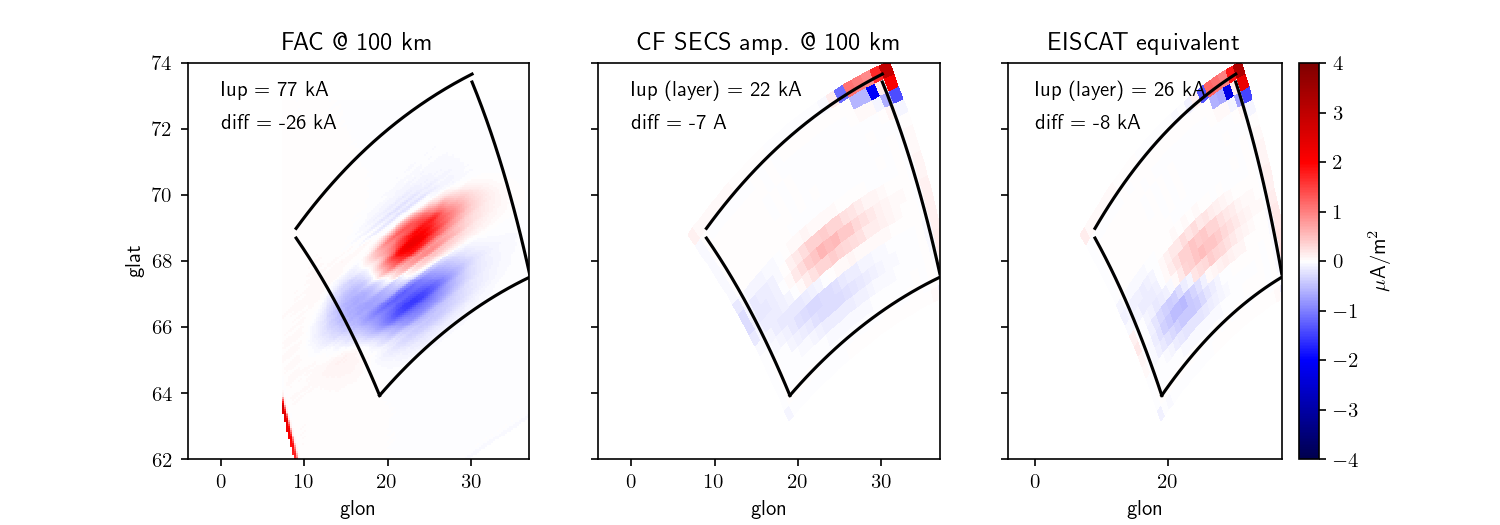 FAC @ 100 km
CF SECS amp. @ 100 km
EISCAT equivalent
Iup = 77 kA
diff = -26 kA
Iup (layer) = 22 kA
diff = -7 A
Iup (layer) = 26 kA
diff = -8 kA
74
72
70
68
66
64
62
glat
0
10
20
30
glon
0
10
20
30
glon
0
20
glon
4
3
2
1
0
−1
−2
−3
−4
μA/m²